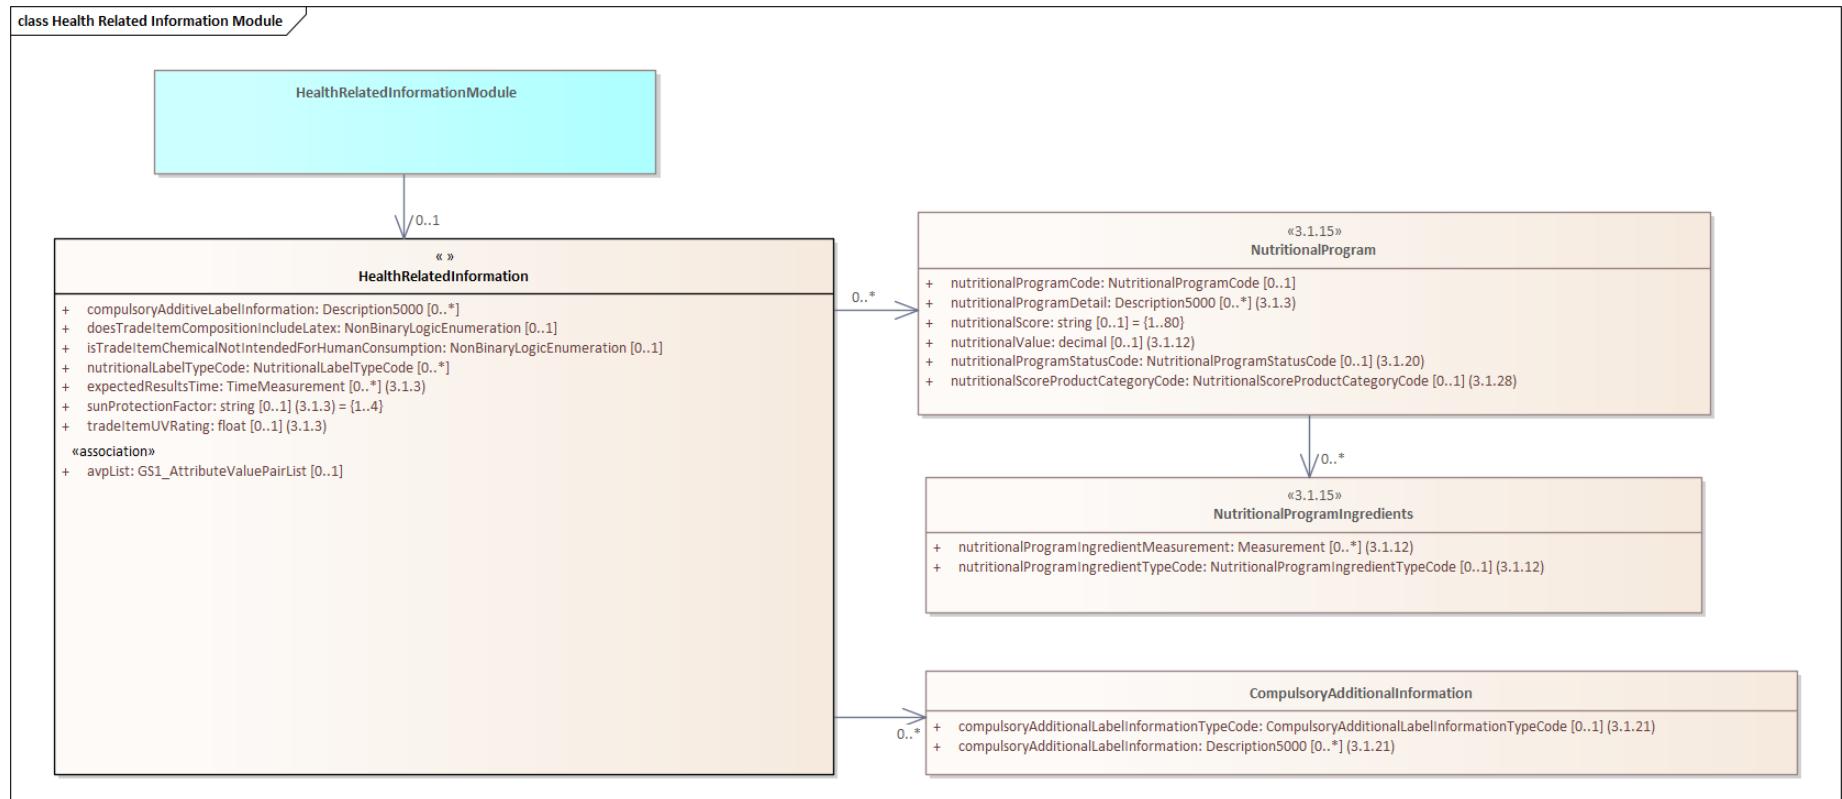 class Health Related Information Module
HealthRelatedInformationModule
0..1
« »
HealthRelatedInformation
+ compulsoryAdditiveLabelInformation: Description5000 [0..*]
+ doesTradeItemCompositionIncludeLatex: NonBinaryLogicEnumeration [0..1]
+ isTradeItemChemicalNotIntendedForHumanConsumption: NonBinaryLogicEnumeration [0..1]
+ nutritionalLabelTypeCode: NutritionalLabelTypeCode [0..*]
+ expectedResultsTime: TimeMeasurement [0..*] (3.1.3)
+ sunProtectionFactor: string [0..1] (3.1.3) = {1..4}
+ tradeItemUVRating: float [0..1] (3.1.3)
«association»
+ avpList: GS1_AttributeValuePairList [0..1]
0..*
«3.1.15»
NutritionalProgram
+ nutritionalProgramCode: NutritionalProgramCode [0..1]
+ nutritionalProgramDetail: Description5000 [0..*] (3.1.3)
+ nutritionalScore: string [0..1] = {1..80}
+ nutritionalValue: decimal [0..1] (3.1.12)
+ nutritionalProgramStatusCode: NutritionalProgramStatusCode [0..1] (3.1.20)
+ nutritionalScoreProductCategoryCode: NutritionalScoreProductCategoryCode [0..1] (3.1.28)
0..*
«3.1.15»
NutritionalProgramIngredients
+ nutritionalProgramIngredientMeasurement: Measurement [0..*] (3.1.12)
+ nutritionalProgramIngredientTypeCode: NutritionalProgramIngredientTypeCode [0..1] (3.1.12)
0..*
CompulsoryAdditionalInformation
+ compulsoryAdditionalLabelInformationTypeCode: CompulsoryAdditionalLabelInformationTypeCode [0..1] (3.1.21)
+ compulsoryAdditionalLabelInformation: Description5000 [0..*] (3.1.21)